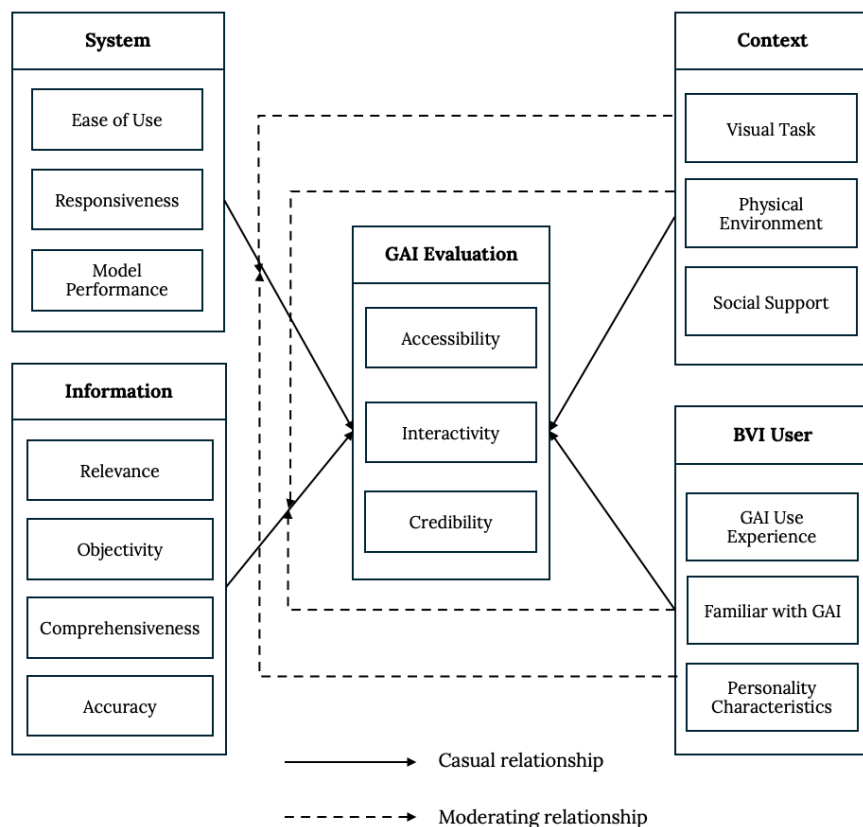 System
Ease of Use
Responsiveness
Model
Performance
Information
Relevance
Objectivity
Comprehensiveness
Accuracy
GAI Evaluation
Accessibility
Interactivity
Credibility
Context
Visual Task
Physical
Environment
Social Support
BVI User
GAI Use
Experience
Familiar with GAI
Personality
Characteristics
Casual relationship
Moderating relationship